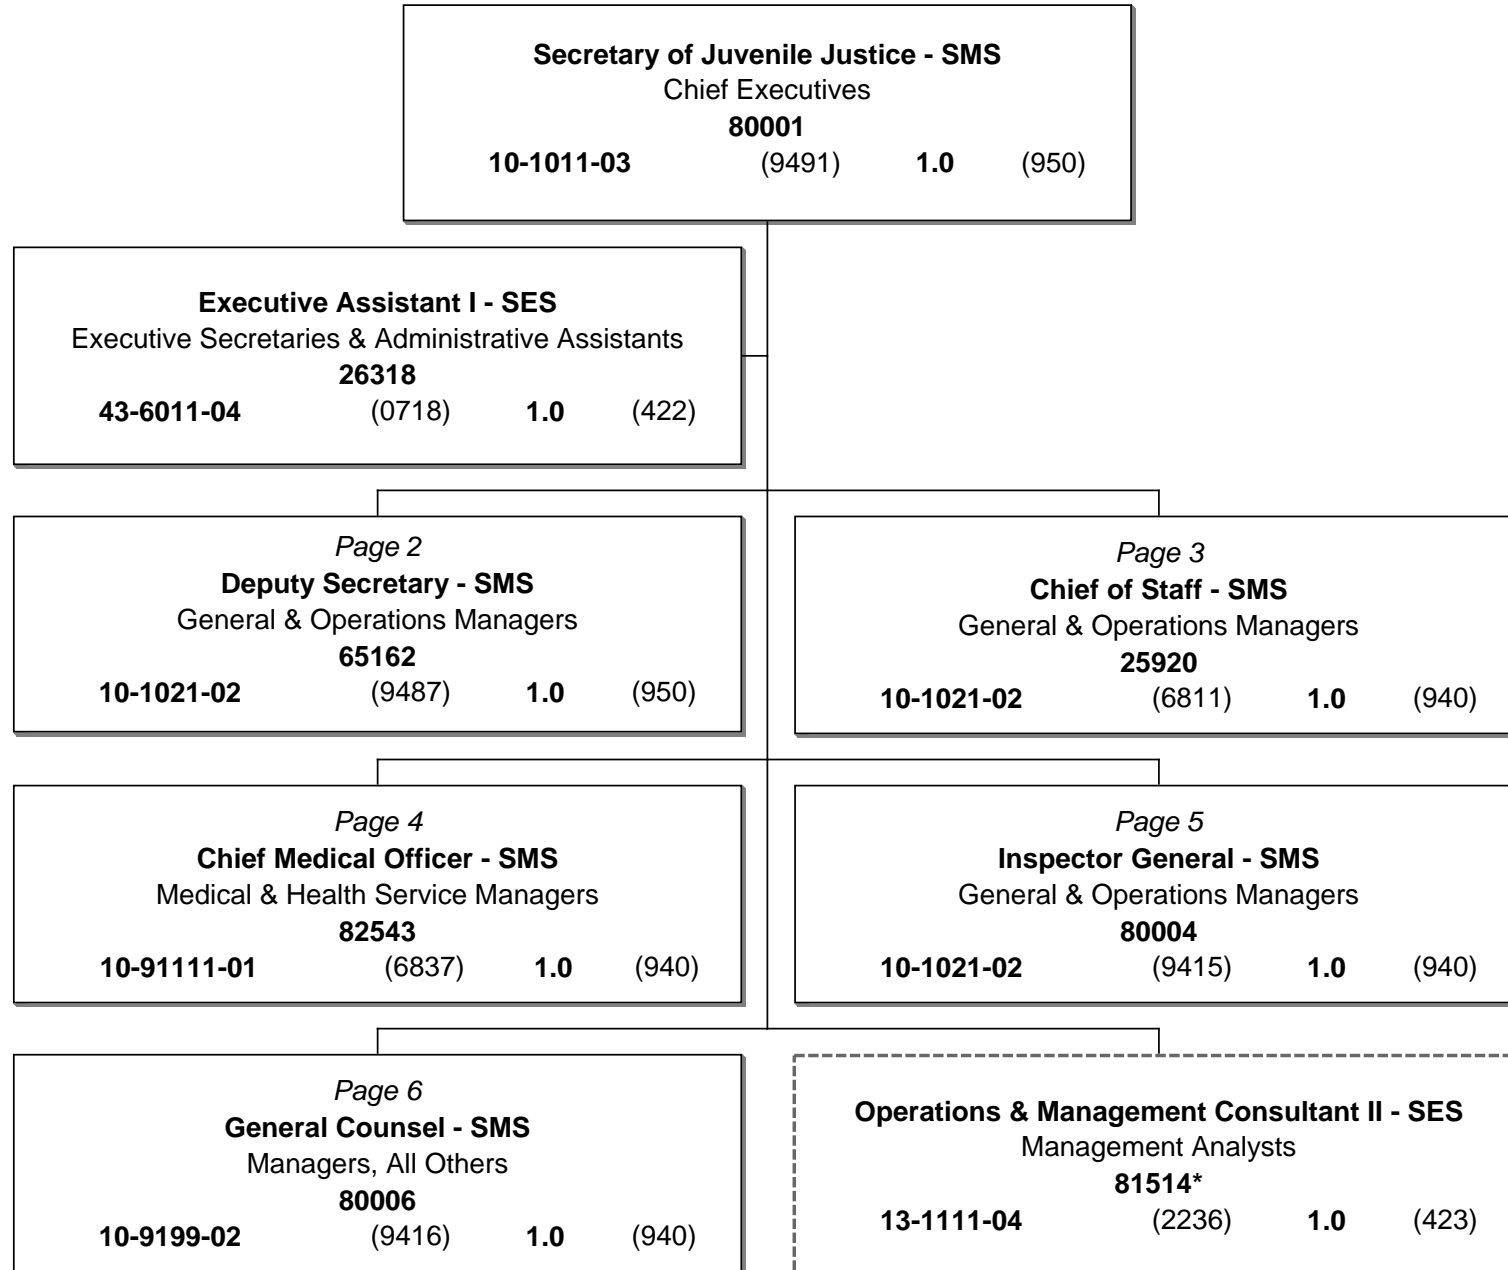 Secretary of Juvenile Justice - SMS
Chief Executives
80001
10-1011-03 (9491) 1.0 (950)
Executive Assistant I - SES
Executive Secretaries & Administrative Assistants
26318
43-6011-04 (0718) 1.0 (422)
Page 2
Deputy Secretary - SMS
General & Operations Managers
65162
10-1021-02 (9487) 1.0 (950)
Page 3
Chief of Staff - SMS
General & Operations Managers
25920
10-1021-02 (6811) 1.0 (940)
Page 4
Chief Medical Officer - SMS
Medical & Health Service Managers
82543
10-91111-01 (6837) 1.0 (940)
Page 5
Inspector General - SMS
General & Operations Managers
80004
10-1021-02 (9415) 1.0 (940)
Page 6
General Counsel - SMS
Managers, All Others
80006
10-9199-02 (9416) 1.0 (940)
Operations & Management Consultant II - SES
Management Analysts
81514*
13-1111-04 (2236) 1.0 (423)